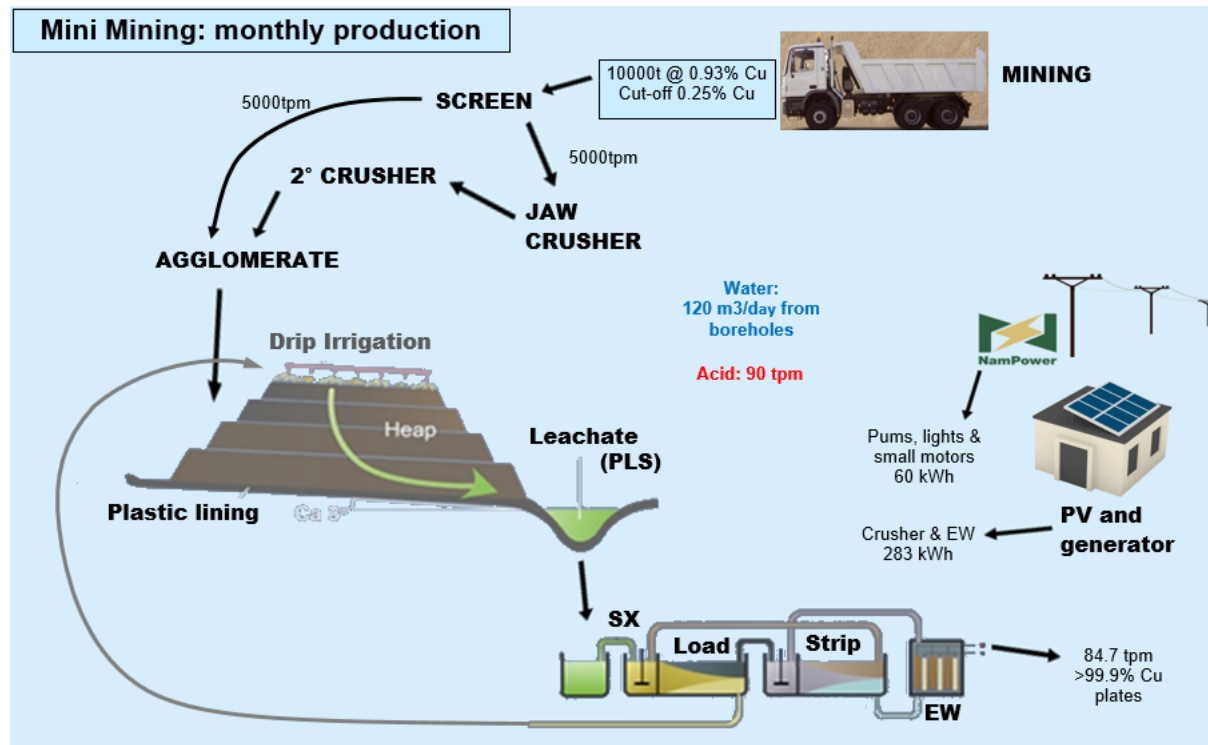 Mini Mining: monthly production
10000t @ 0.93% Cu
Cut-off 0.25% Cu
MINING
5000tpm
SCREEN
5000tpm
2° CRUSHER
JAW
CRUSHER
AGGLOMERATE
Water:
120 m3/day from
boreholes
Acid: 90 tpm
NamPower
Pums, lights &
small motors
60 kWh
PV and
generator
Crusher & EW
283 kWh
Drip Irrigation
Heap
Leachate
(PLS)
Plastic lining
SX
Load
Strip
EW
84.7 tpm
>99.9% Cu
plates